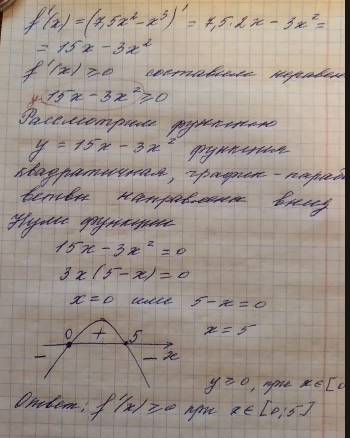 f'(x) = (7,5x² - x³)' = 7,5·2x - 3x² =
= 15x - 3x²
f'(x) ≥ 0 составим неравен
15x - 3x² ≥ 0
Рассмотрим функцию
y = 15x - 3x² функция
квадратичная, график - параб
ветви направлены вниз
Нули функции
15x - 3x² = 0
3x(5 - x) = 0
x = 0 или 5 - x = 0
x = 5
0 + 5
- - x
y ≥ 0, при x ∈ [0
Ответ: f'(x) ≥ 0 при x ∈ [0; 5]